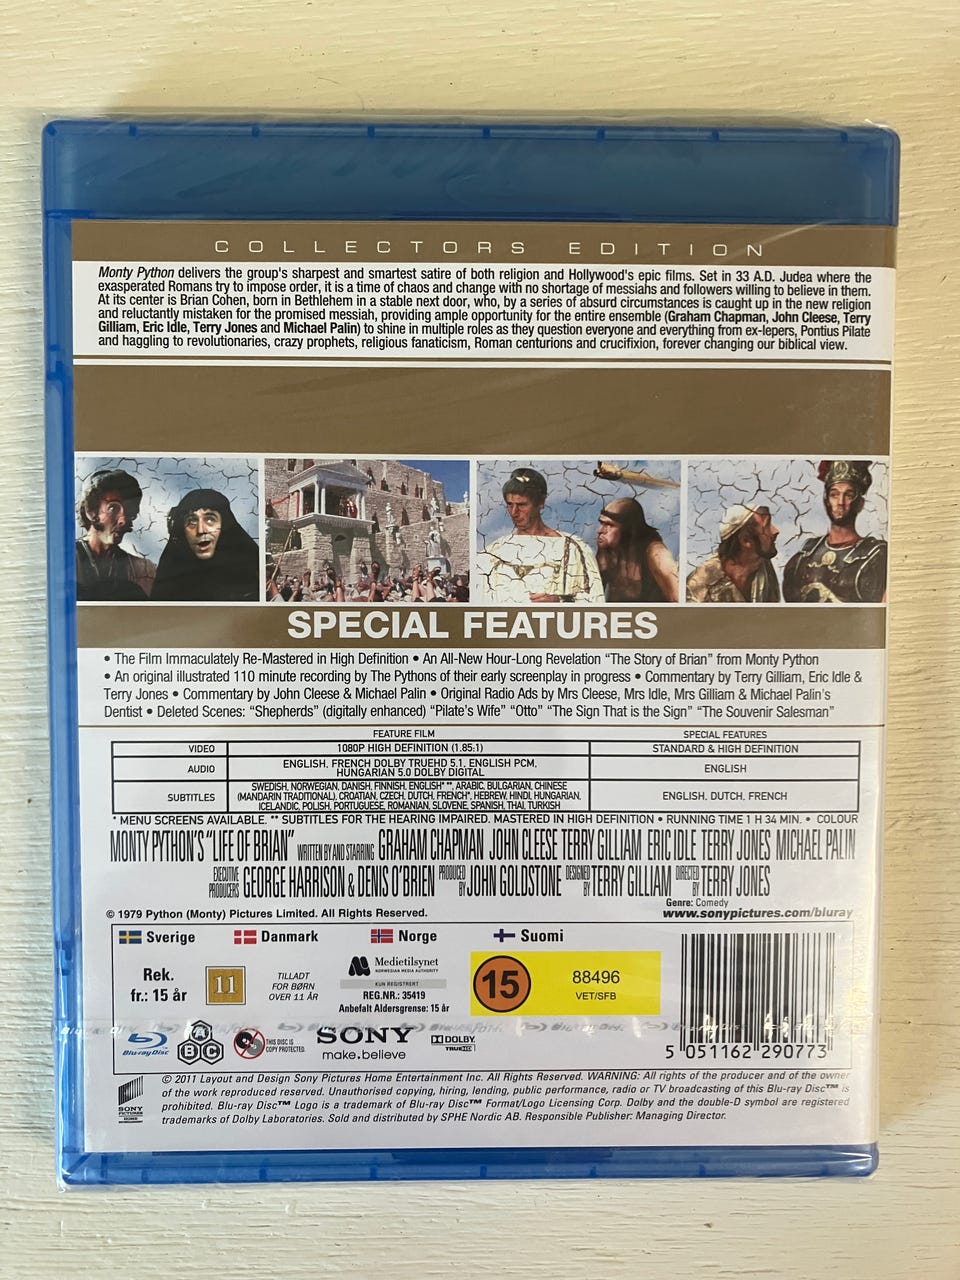 COLLECTORS EDITION
Monty Python delivers the group's sharpest and smartest satire of both religion and Hollywood's epic films. Set in 33 A.D. Judea where the
exasperated Romans try to impose order, it is a time of chaos and change with no shortage of messiahs and followers willing to believe in them.
At its center is Brian Cohen, born in Bethlehem in a stable next door, who, by a series of absurd circumstances is caught up in the new religion
and reluctantly mistaken for the promised messiah, providing ample opportunity for the entire ensemble (Graham Chapman, John Cleese, Terry
Gilliam, Eric Idle, Terry Jones and Michael Palin) to shine in multiple roles as they question everyone and everything from ex-lepers, Pontius Pilate
and haggling to revolutionaries, crazy prophets, religious fanaticism, Roman centurions and crucifixion, forever changing our biblical view.
SPECIAL FEATURES
• The Film Immaculately Re-Mastered in High Definition • An All-New Hour-Long Revelation "The Story of Brian" from Monty Python
• An original illustrated 110 minute recording by The Pythons of their early screenplay in progress • Commentary by Terry Gilliam, Eric Idle &
Terry Jones • Commentary by John Cleese & Michael Palin • Original Radio Ads by Mrs Cleese, Mrs Idle, Mrs Gilliam & Michael Palin's
Dentist • Deleted Scenes: "Shepherds" (digitally enhanced) "Pilate's Wife" "Otto" "The Sign That is the Sign" "The Souvenir Salesman"
FEATURE FILM SPECIAL FEATURES
VIDEO 1080P HIGH DEFINITION (1.85:1) STANDARD & HIGH DEFINITION
AUDIO ENGLISH, FRENCH DOLBY TRUEHD 5.1, ENGLISH PCM, HUNGARIAN 5.0 DOLBY DIGITAL ENGLISH
SUBTITLES SWEDISH, NORWEGIAN, DANISH, FINNISH, ENGLISH* **, ARABIC, BULGARIAN, CHINESE
(MANDARIN TRADITIONAL), CROATIAN, CZECH, DUTCH, FRENCH*, HEBREW, HINDI, HUNGARIAN,
ICELANDIC, POLISH, PORTUGUESE, ROMANIAN, SLOVENE, SPANISH, THAI, TURKISH
ENGLISH, DUTCH, FRENCH
* MENU SCREENS AVAILABLE. ** SUBTITLES FOR THE HEARING IMPAIRED. MASTERED IN HIGH DEFINITION • RUNNING TIME 1 H 34 MIN. • COLOUR
MONTY PYTHON'S "LIFE OF BRIAN" WRITTEN BY AND STARRING GRAHAM CHAPMAN JOHN CLEESE TERRY GILLIAM ERIC IDLE TERRY JONES MICHAEL PALIN
EXECUTIVE PRODUCERS GEORGE HARRISON & DENIS O'BRIEN PRODUCED BY JOHN GOLDSTONE DESIGNED BY TERRY GILLIAM DIRECTED BY TERRY JONES
Genre: Comedy
© 1979 Python (Monty) Pictures Limited. All Rights Reserved. www.sonypictures.com/bluray
Sverige Danmark Norge Suomi
Rek.
fr.: 15 år
11
TILLADT
FOR BØRN
OVER 11 ÅR
Medietilsynet
NORWEGIAN MEDIA AUTHORITY
KUN REGISTRERT
REG.NR.: 35419
Anbefalt Aldersgrense: 15 år
15
88496
VET/SFB
Blu-ray Disc
A B C
THIS DISC IS
COPY PROTECTED.
SONY
make.believe
DOLBY
TRUEHD
5 051162 290773
SONY
PICTURES
HOME
© 2011 Layout and Design Sony Pictures Home Entertainment Inc. All Rights Reserved. WARNING: All rights of the producer and of the owner
of the work reproduced reserved. Unauthorised copying, hiring, lending, public performance, radio or TV broadcasting of this Blu-ray Disc™ is
prohibited. Blu-ray Disc™ Logo is a trademark of Blu-ray Disc™ Format/Logo Licensing Corp. Dolby and the double-D symbol are registered
trademarks of Dolby Laboratories. Sold and distributed by SPHE Nordic AB. Responsible Publisher: Managing Director.